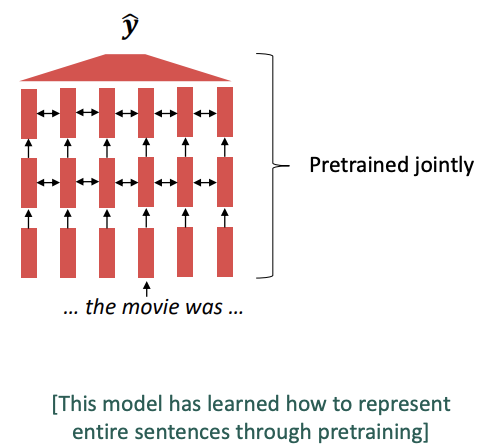 ŷ
Pretrained jointly
... the movie was ...
[This model has learned how to represent
entire sentences through pretraining]